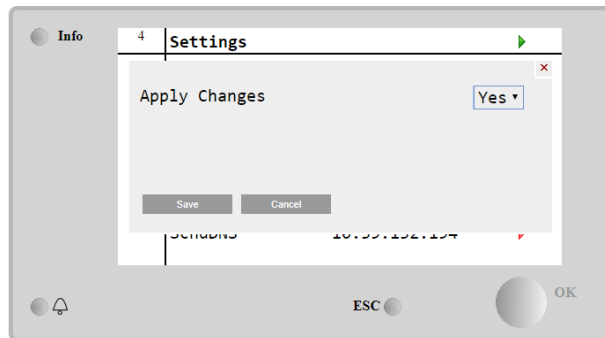 Info
4 Settings
Apply Changes Yes
Save Cancel
OK
ESC